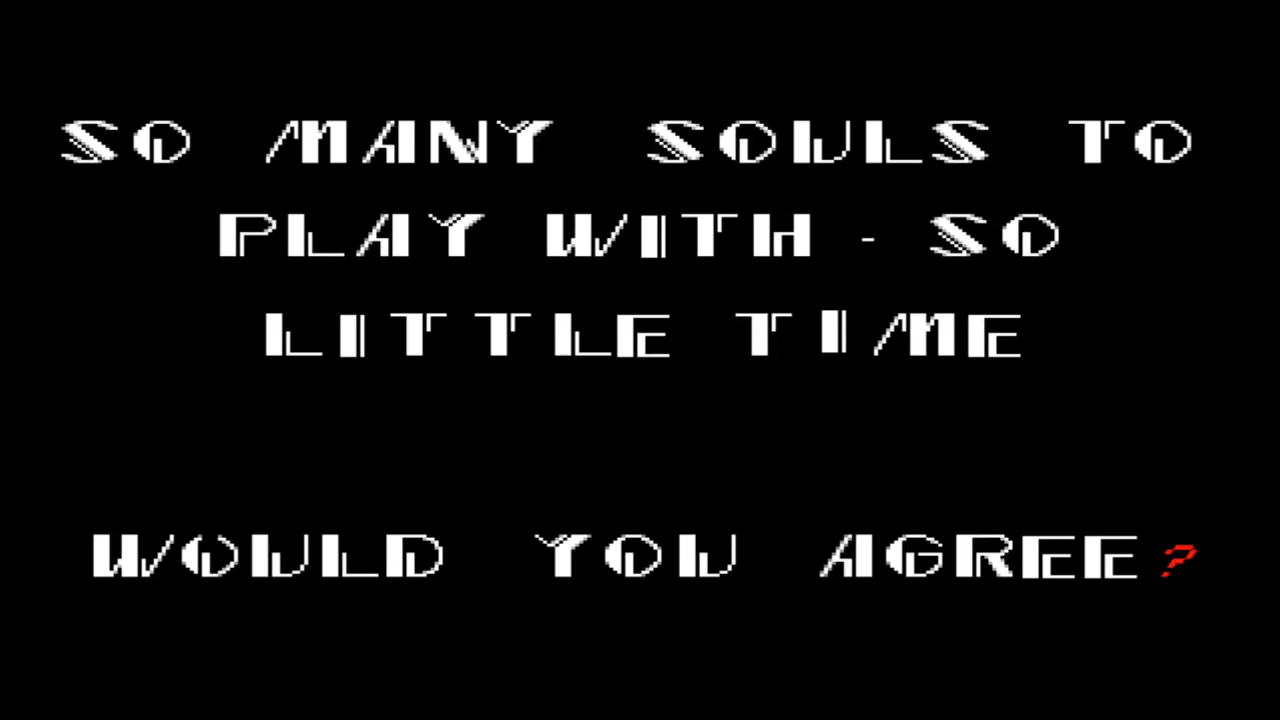 SO MANY SOULS TO
PLAY WITH - SO
LITTLE TIME
WOULD YOU AGREE?